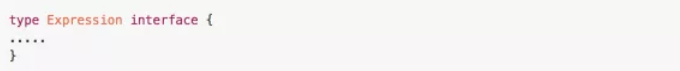 type Expression interface {
.....
}